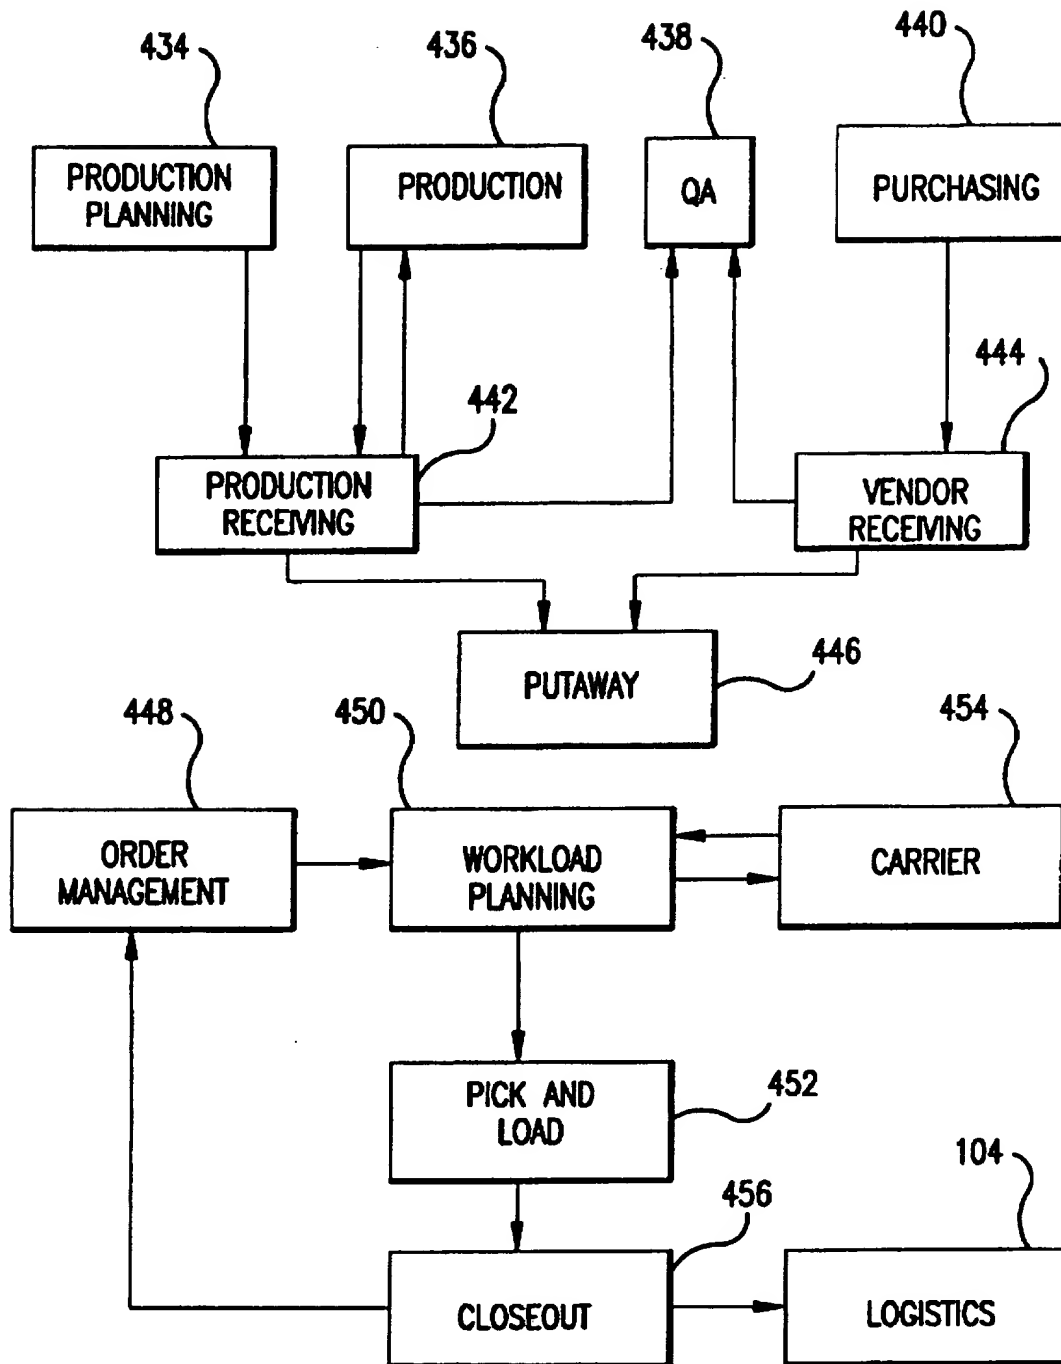 434
436
438
440
PRODUCTION
PLANNING
PRODUCTION
QA
PURCHASING
442
444
PRODUCTION
RECEIVING
VENDOR
RECEIVING
PUTAWAY
446
448
450
454
ORDER
MANAGEMENT
WORKLOAD
PLANNING
CARRIER
PICK AND
LOAD
452
456
104
CLOSEOUT
LOGISTICS